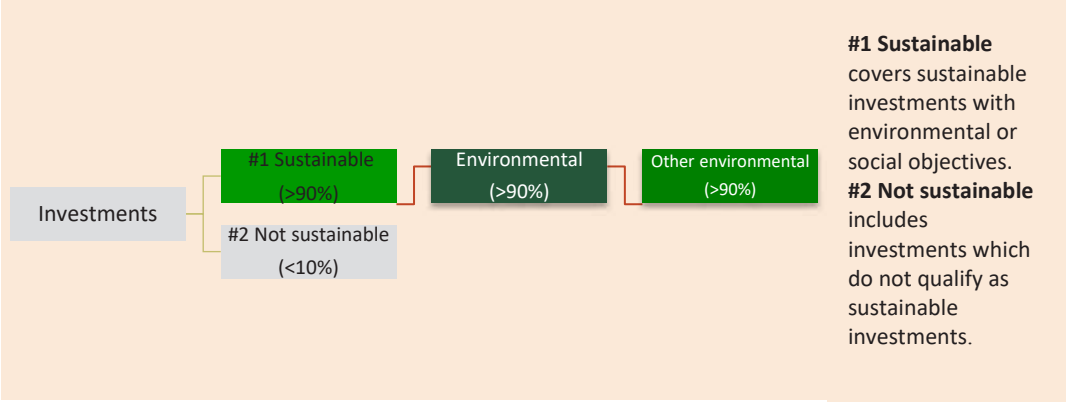 Investments
#1 Sustainable
(>90%)
#2 Not sustainable
(<10%)
Environmental
(>90%)
Other environmental
(>90%)
#1 Sustainable
covers sustainable
investments with
environmental or
social objectives.
#2 Not sustainable
includes
investments which
do not qualify as
sustainable
investments.